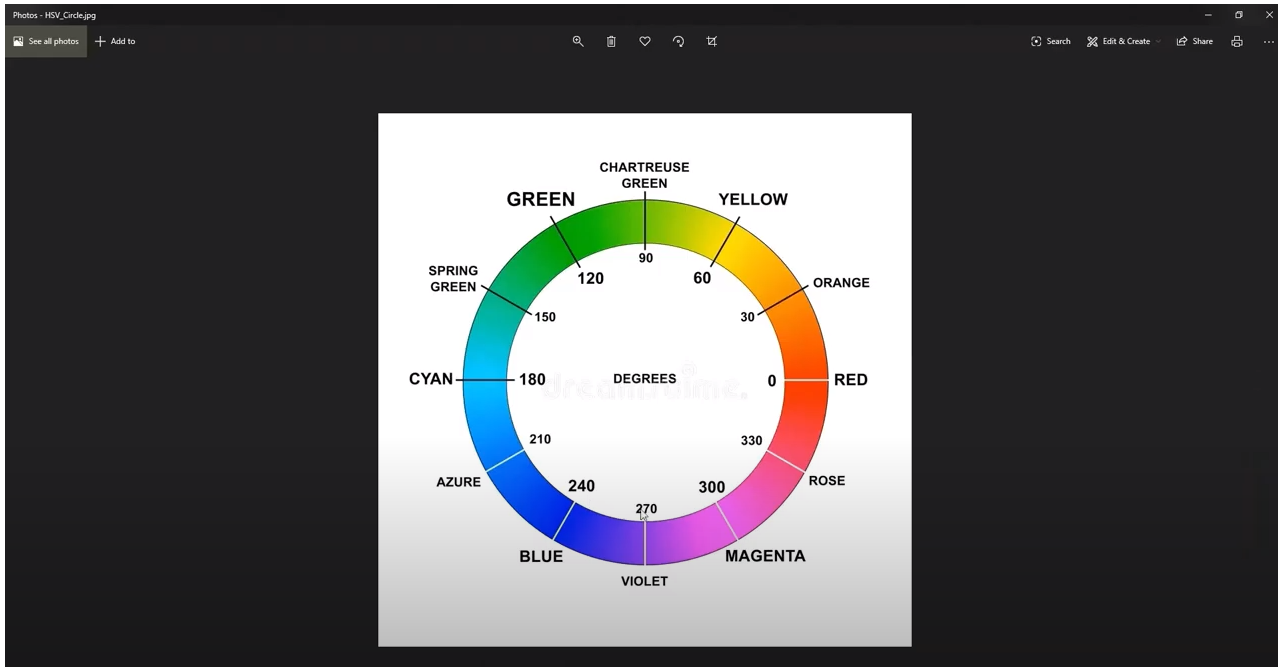 Photos - HSV_Circle.jpg
See all photos
Add to
Search
Edit & Create
Share
CHARTREUSE
GREEN
GREEN
YELLOW
90
120
60
SPRING
GREEN
ORANGE
150
30
CYAN
180
DEGREES
dreamstime.
0
RED
210
330
AZURE
ROSE
240
300
270
BLUE
MAGENTA
VIOLET